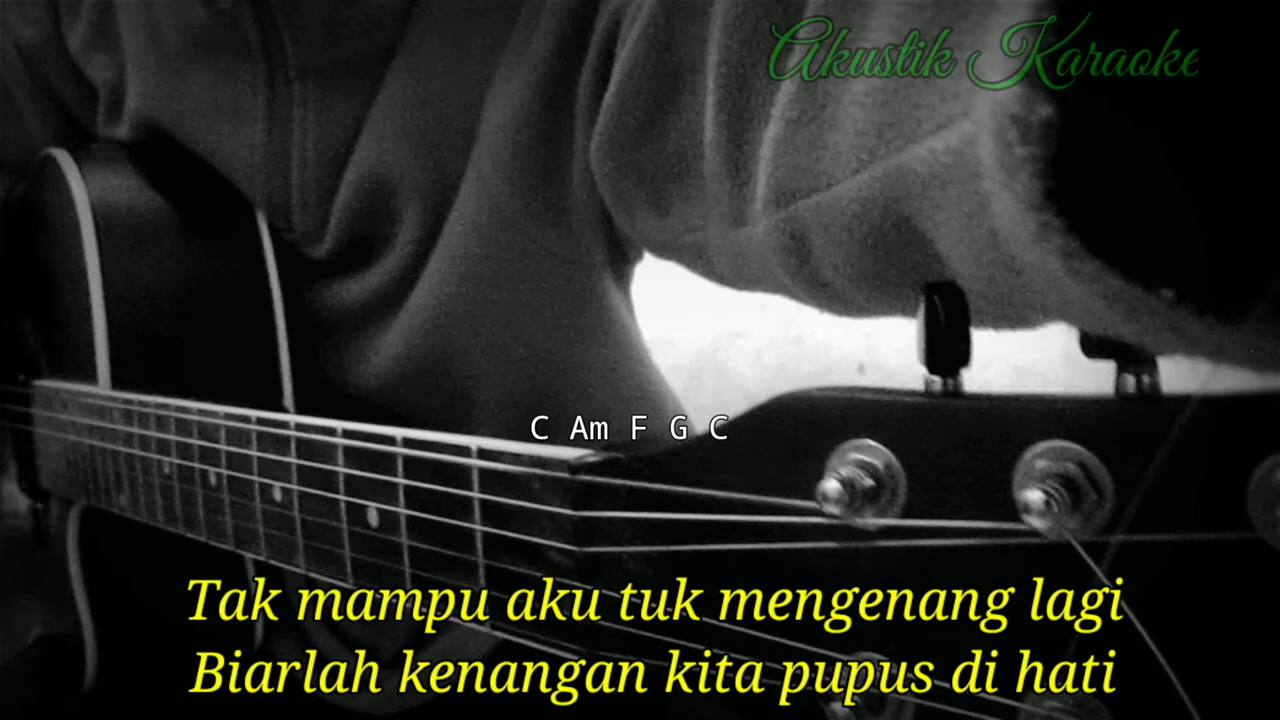 Akustik Karaoke
C Am F G C
Tak mampu aku tuk mengenang lagi
Biarlah kenangan kita pupus di hati